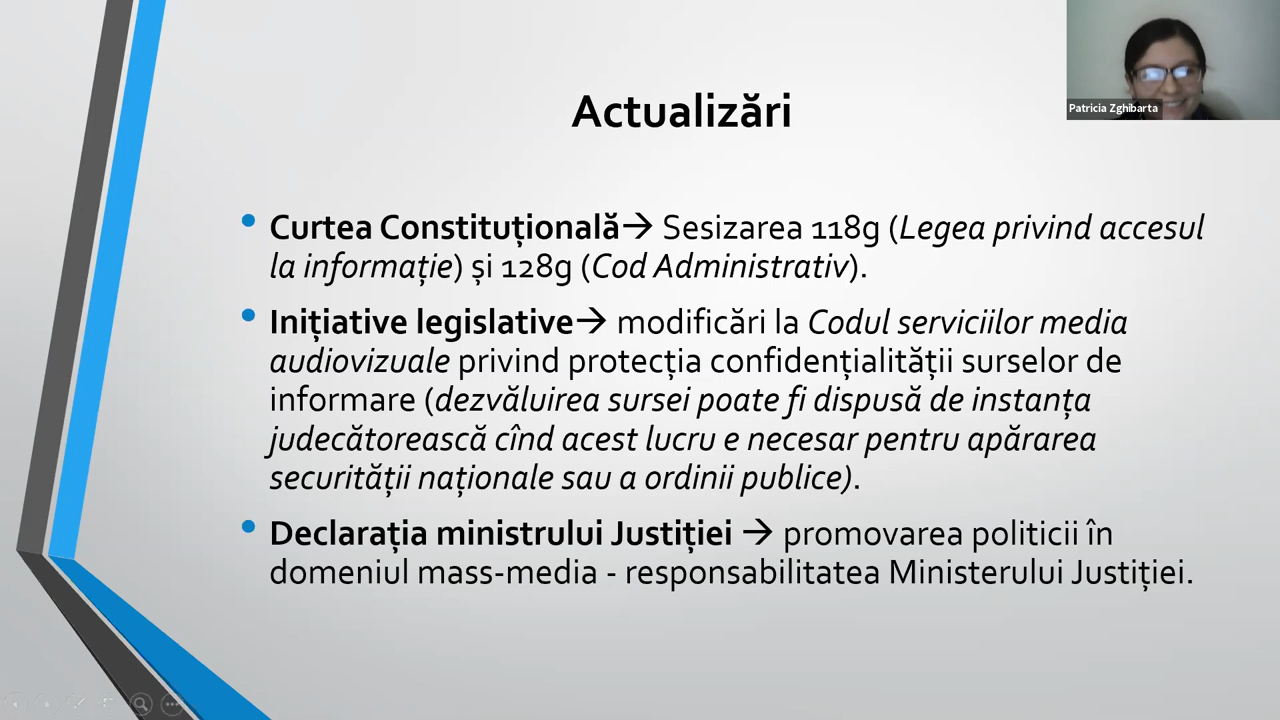 Patricia Zghibarta
Actualizări
• Curtea Constituțională→ Sesizarea 118g (Legea privind accesul
la informație) și 128g (Cod Administrativ).
• Inițiative legislative→ modificări la Codul serviciilor media
audiovizuale privind protecția confidențialității surselor de
informare (dezvăluirea sursei poate fi dispusă de instanța
judecătorească cînd acest lucru e necesar pentru apărarea
securității naționale sau a ordinii publice).
• Declarația ministrului Justiției → promovarea politicii în
domeniul mass-media - responsabilitatea Ministerului Justiției.